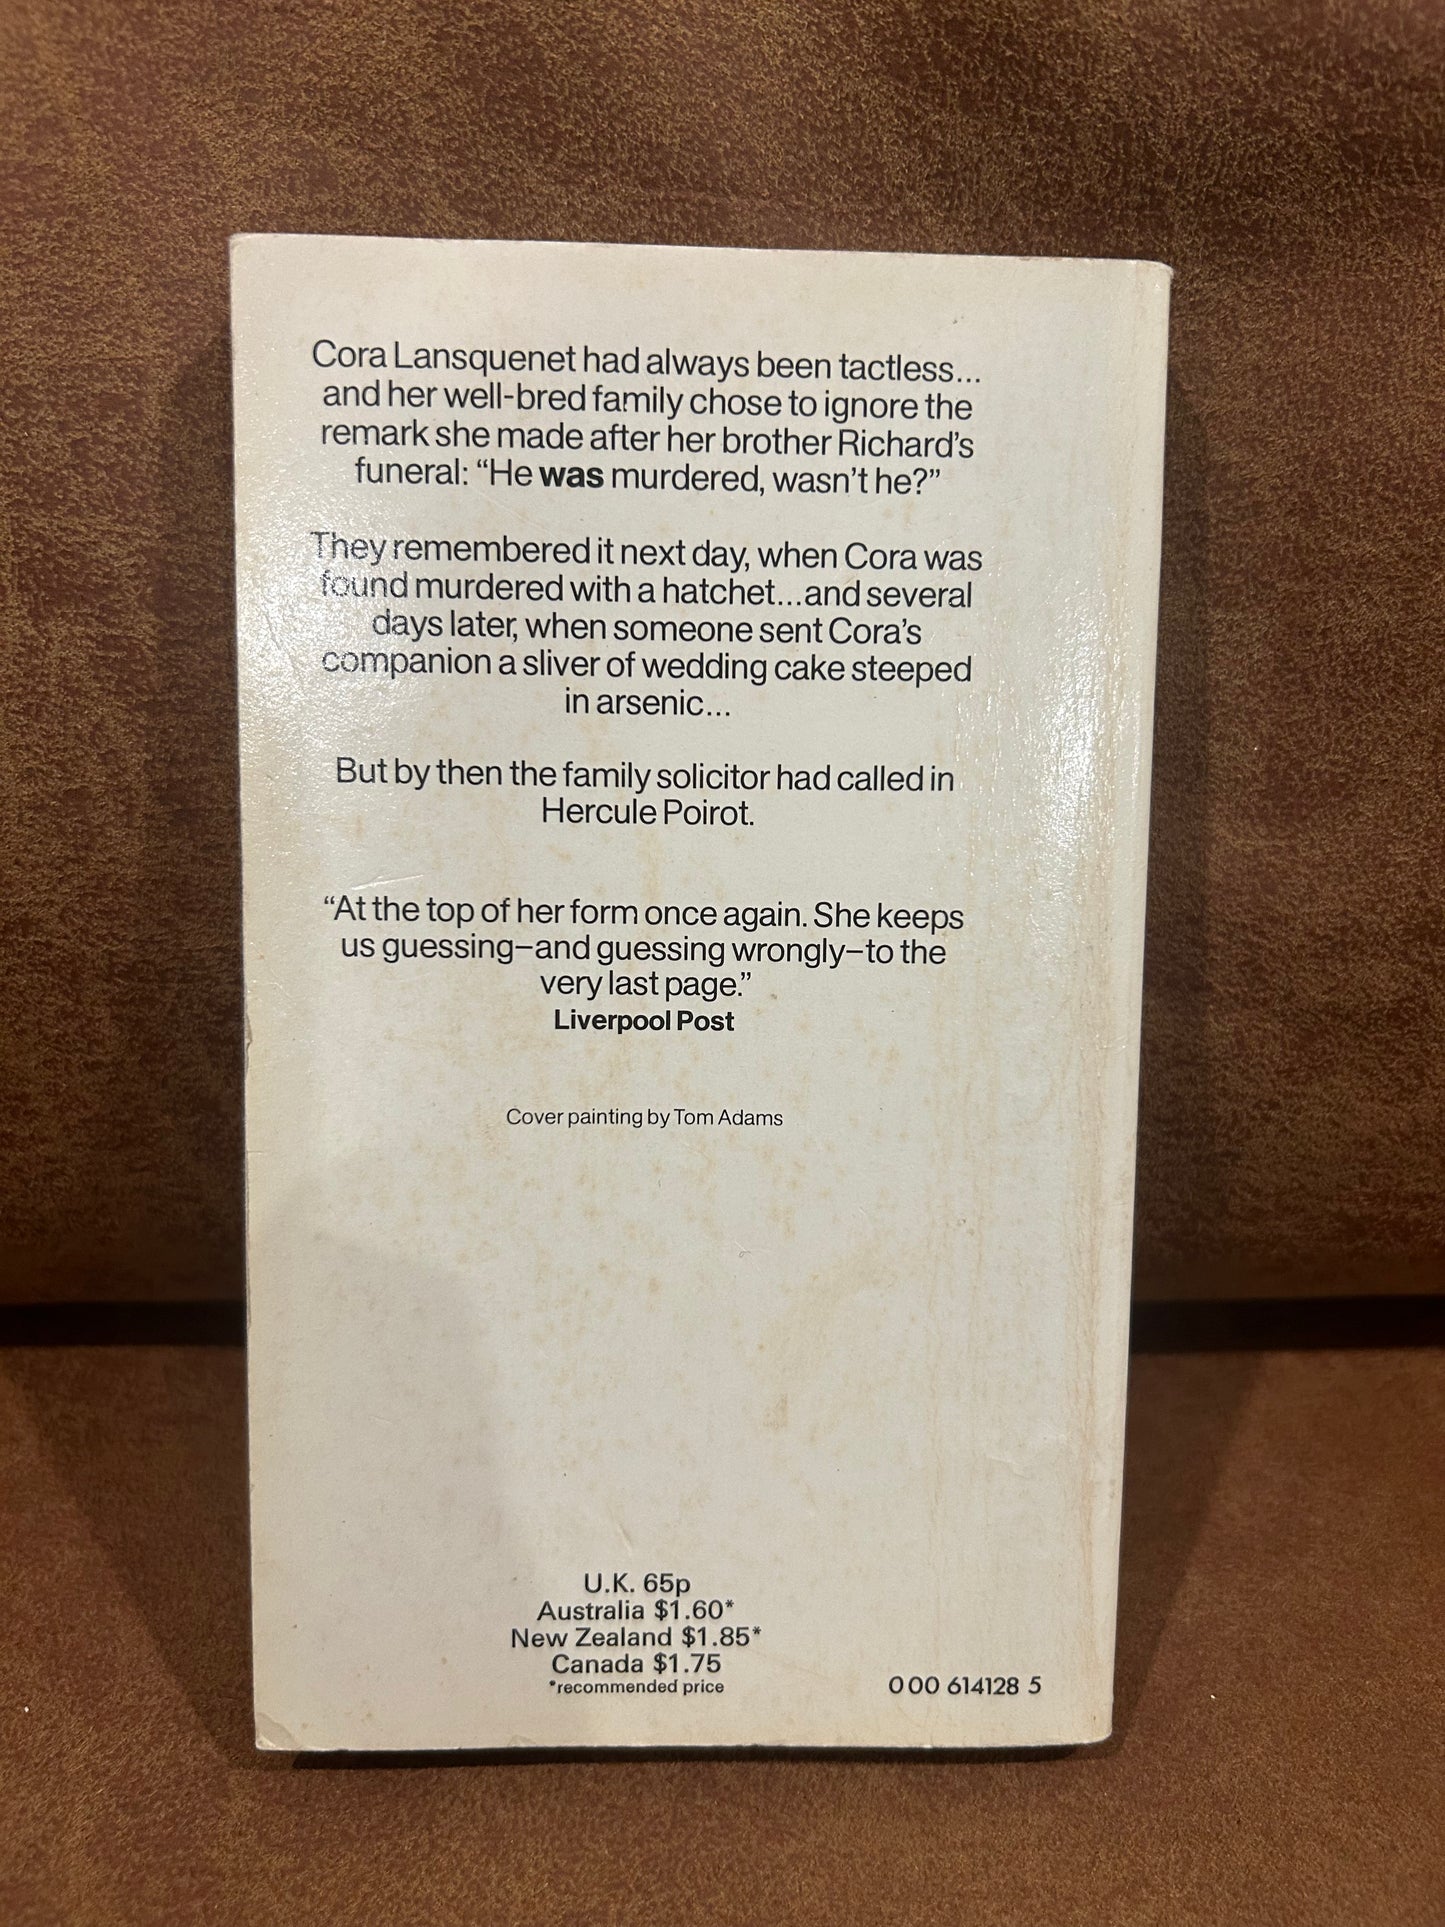 Cora Lansquenet had always been tactless...
and her well-bred family chose to ignore the
remark she made after her brother Richard's
funeral: “He was murdered, wasn't he?”
They remembered it next day, when Cora was
found murdered with a hatchet...and several
days later, when someone sent Cora's
companion a sliver of wedding cake steeped
in arsenic...
But by then the family solicitor had called in
Hercule Poirot.
“At the top of her form once again. She keeps
us guessing–and guessing wrongly–to the
very last page.”
Liverpool Post
Cover painting by Tom Adams
U.K. 65p
Australia $1.60*
New Zealand $1.85*
Canada $1.75
*recommended price
0 00 614128 5